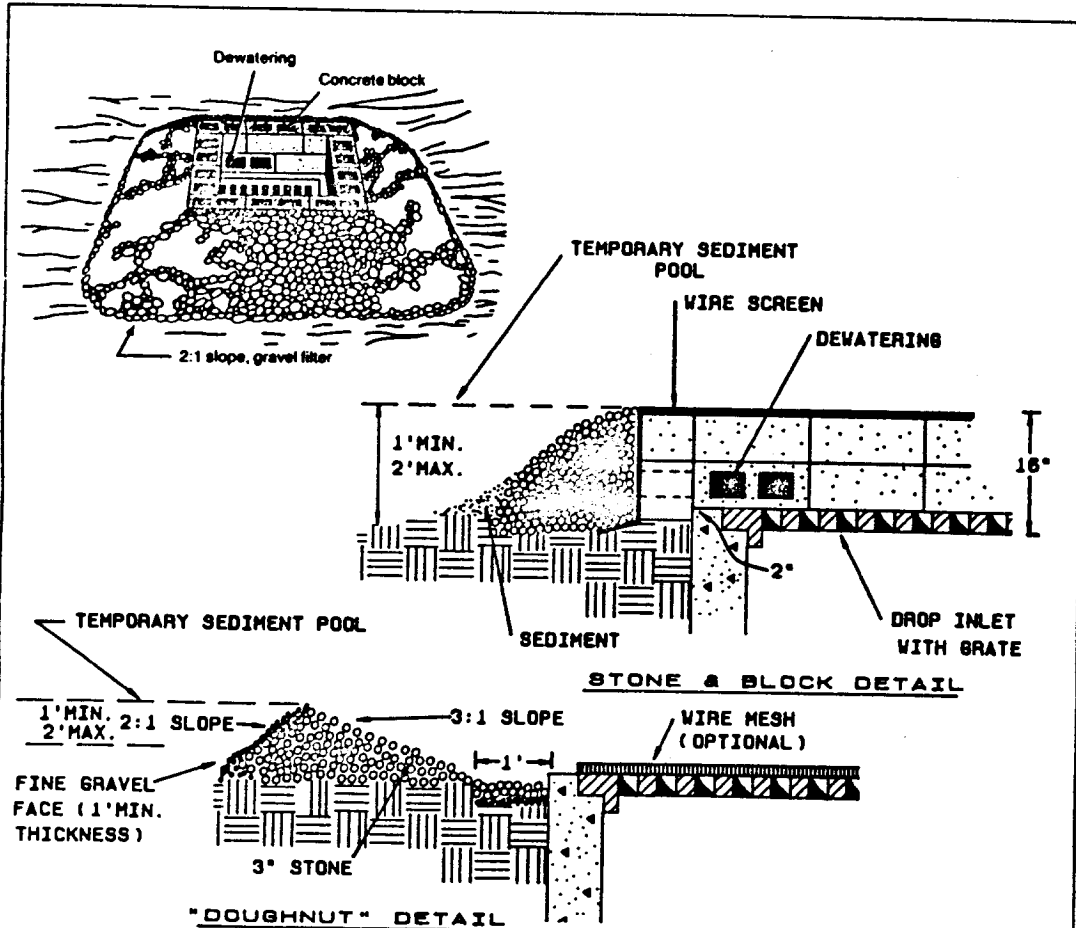 Dewatering
Concrete block
2:1 slope, gravel filter
TEMPORARY SEDIMENT
POOL
WIRE SCREEN
DEWATERING
1'MIN.
2'MAX.
16"
2"
SEDIMENT
DROP INLET
WITH GRATE
STONE & BLOCK DETAIL
TEMPORARY SEDIMENT POOL
1'MIN.
2'MAX.
2:1 SLOPE
3:1 SLOPE
1'
WIRE MESH
(OPTIONAL)
FINE GRAVEL
FACE (1'MIN.
THICKNESS)
3" STONE
"DOUGHNUT" DETAIL